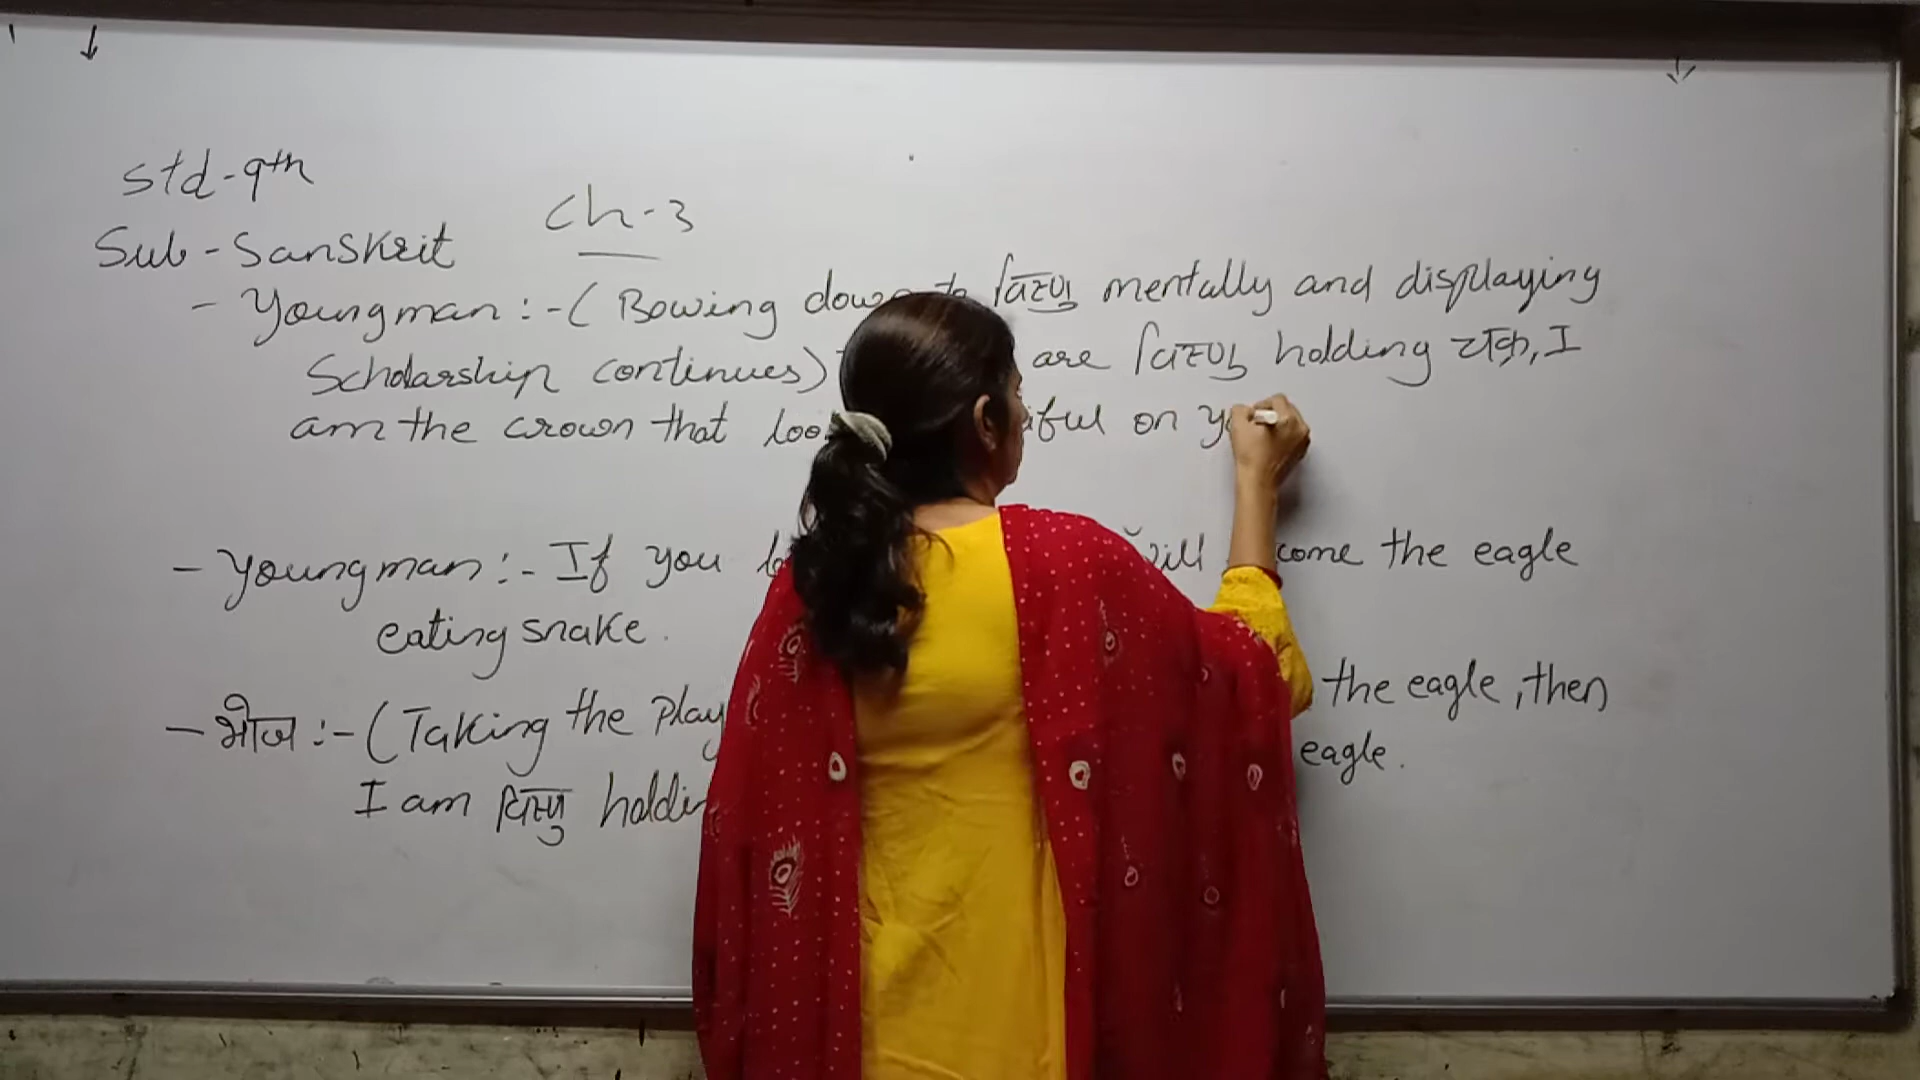 Std-9th
Ch-3
Sub-Sanskrit
- Youngman :- ( Bowing down to विष्णु mentally and displaying
Scholarship continues) are विष्णु holding चक्र, I
am the crown that on
- Youngman :- If you will come the eagle
eating snake.
- भोज :- ( Taking the play the eagle, then
I am विष्णु eagle.